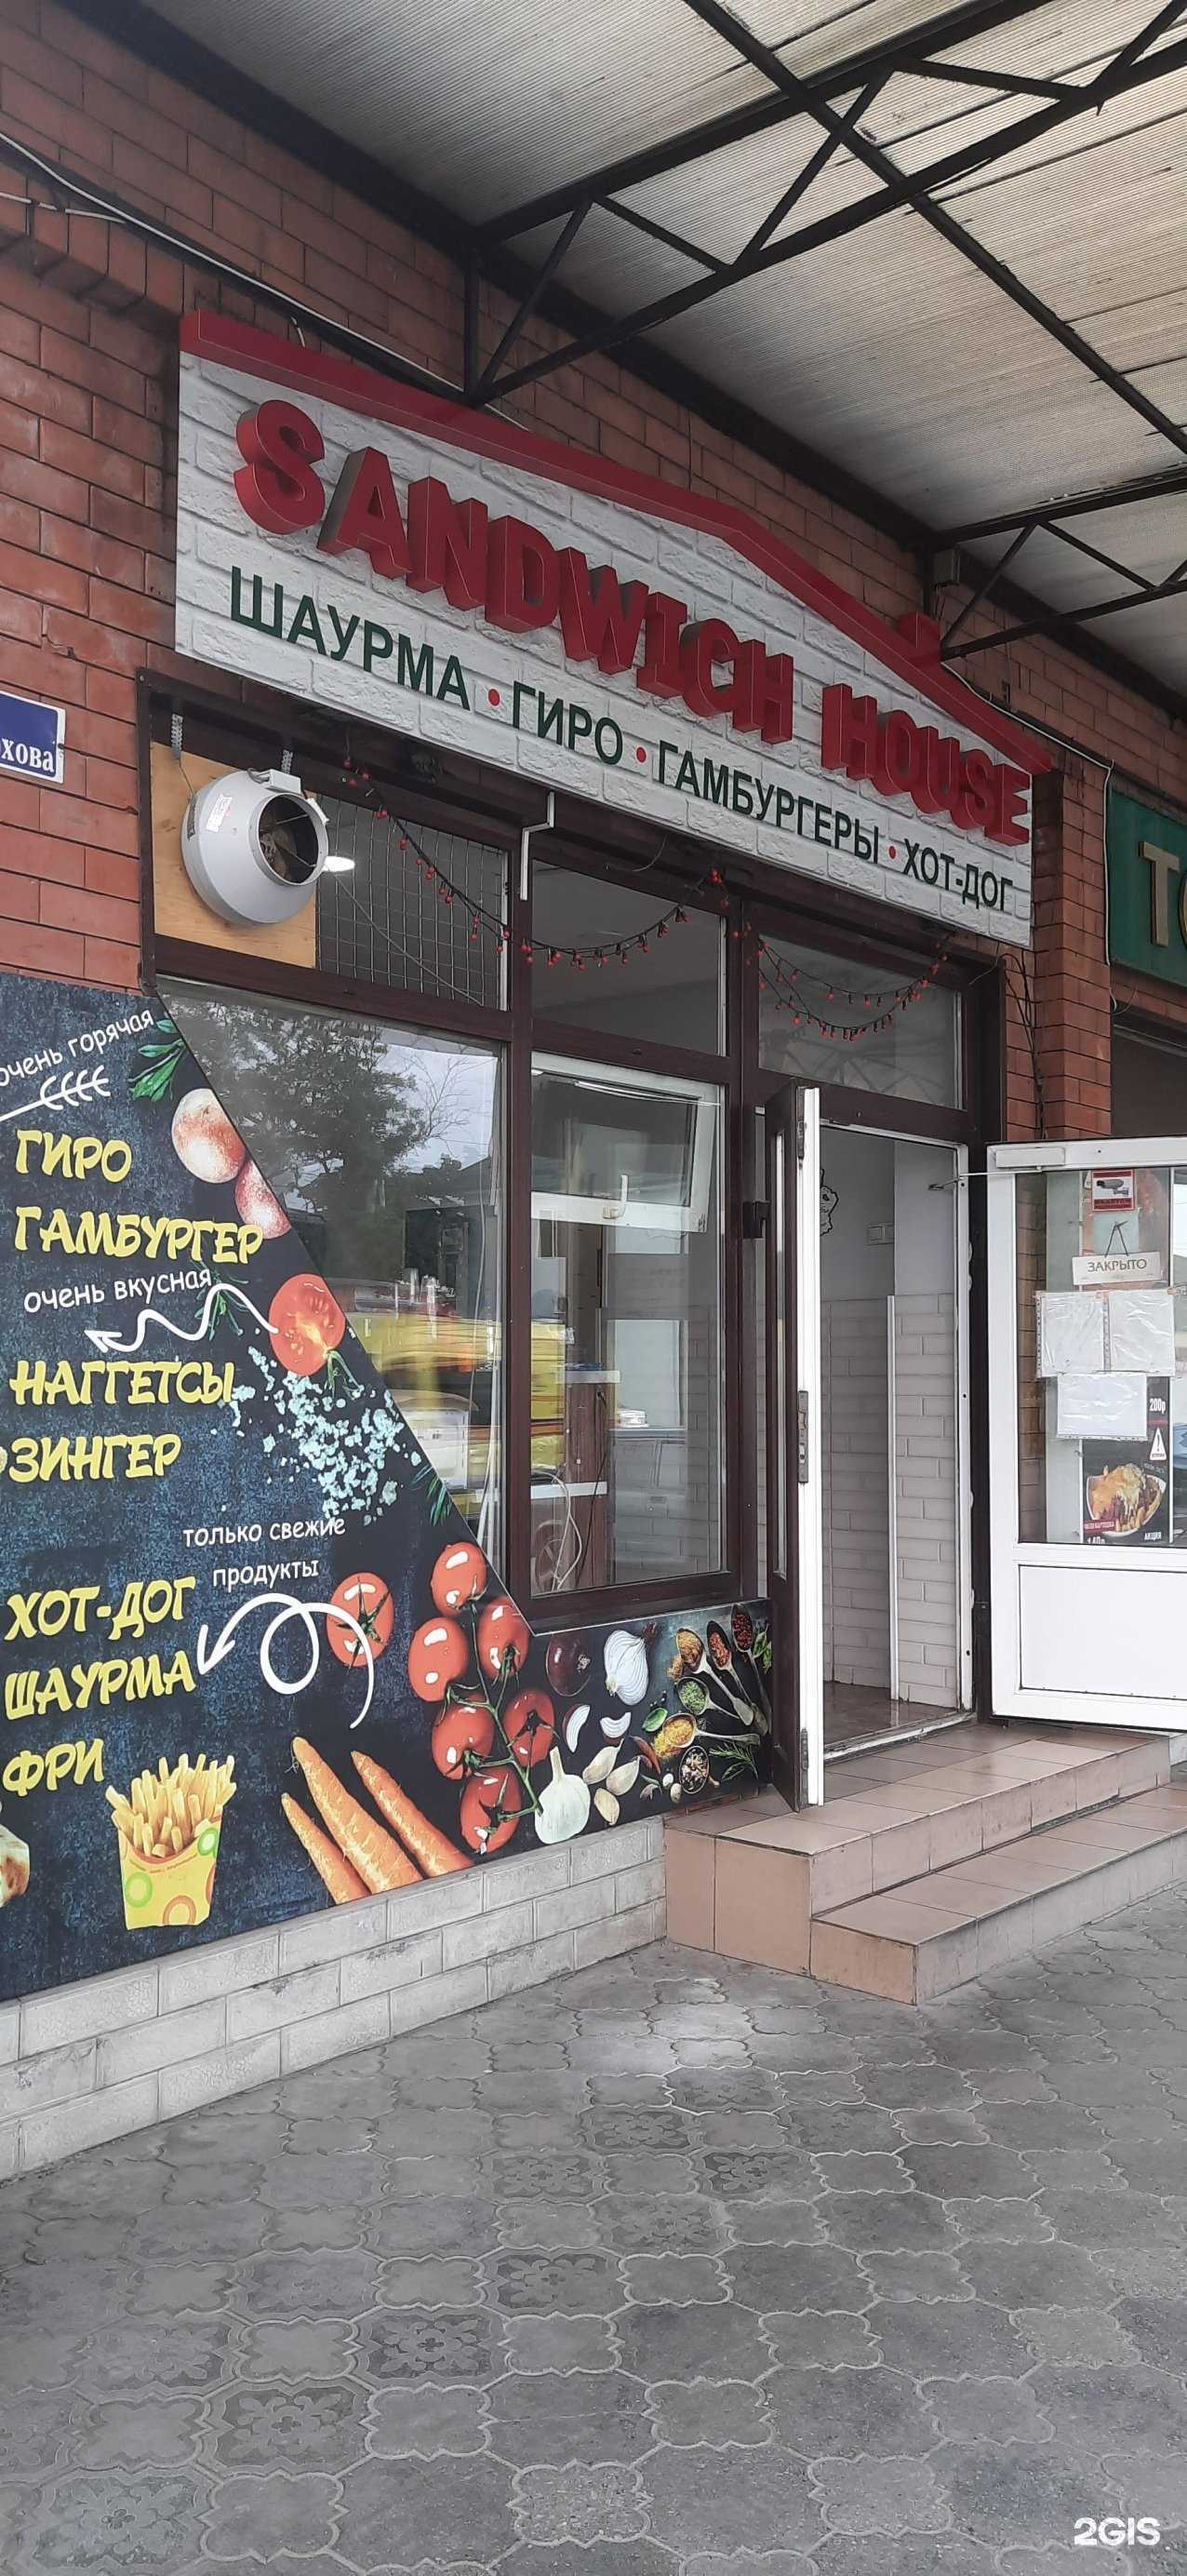 SANDWICH HOUSE
ШАУРМА • ГИРО • ГАМБУРГЕРЫ • ХОТ-ДОГ
очень горячая
ГИРО
ГАМБУРГЕР
очень вкусная
НАГГЕТСЫ
ЗИНГЕР
только свежие
продукты
ХОТ-ДОГ
ШАУРМА
ФРИ
ЗАКРЫТО
200р
АКЦИЯ
2GIS